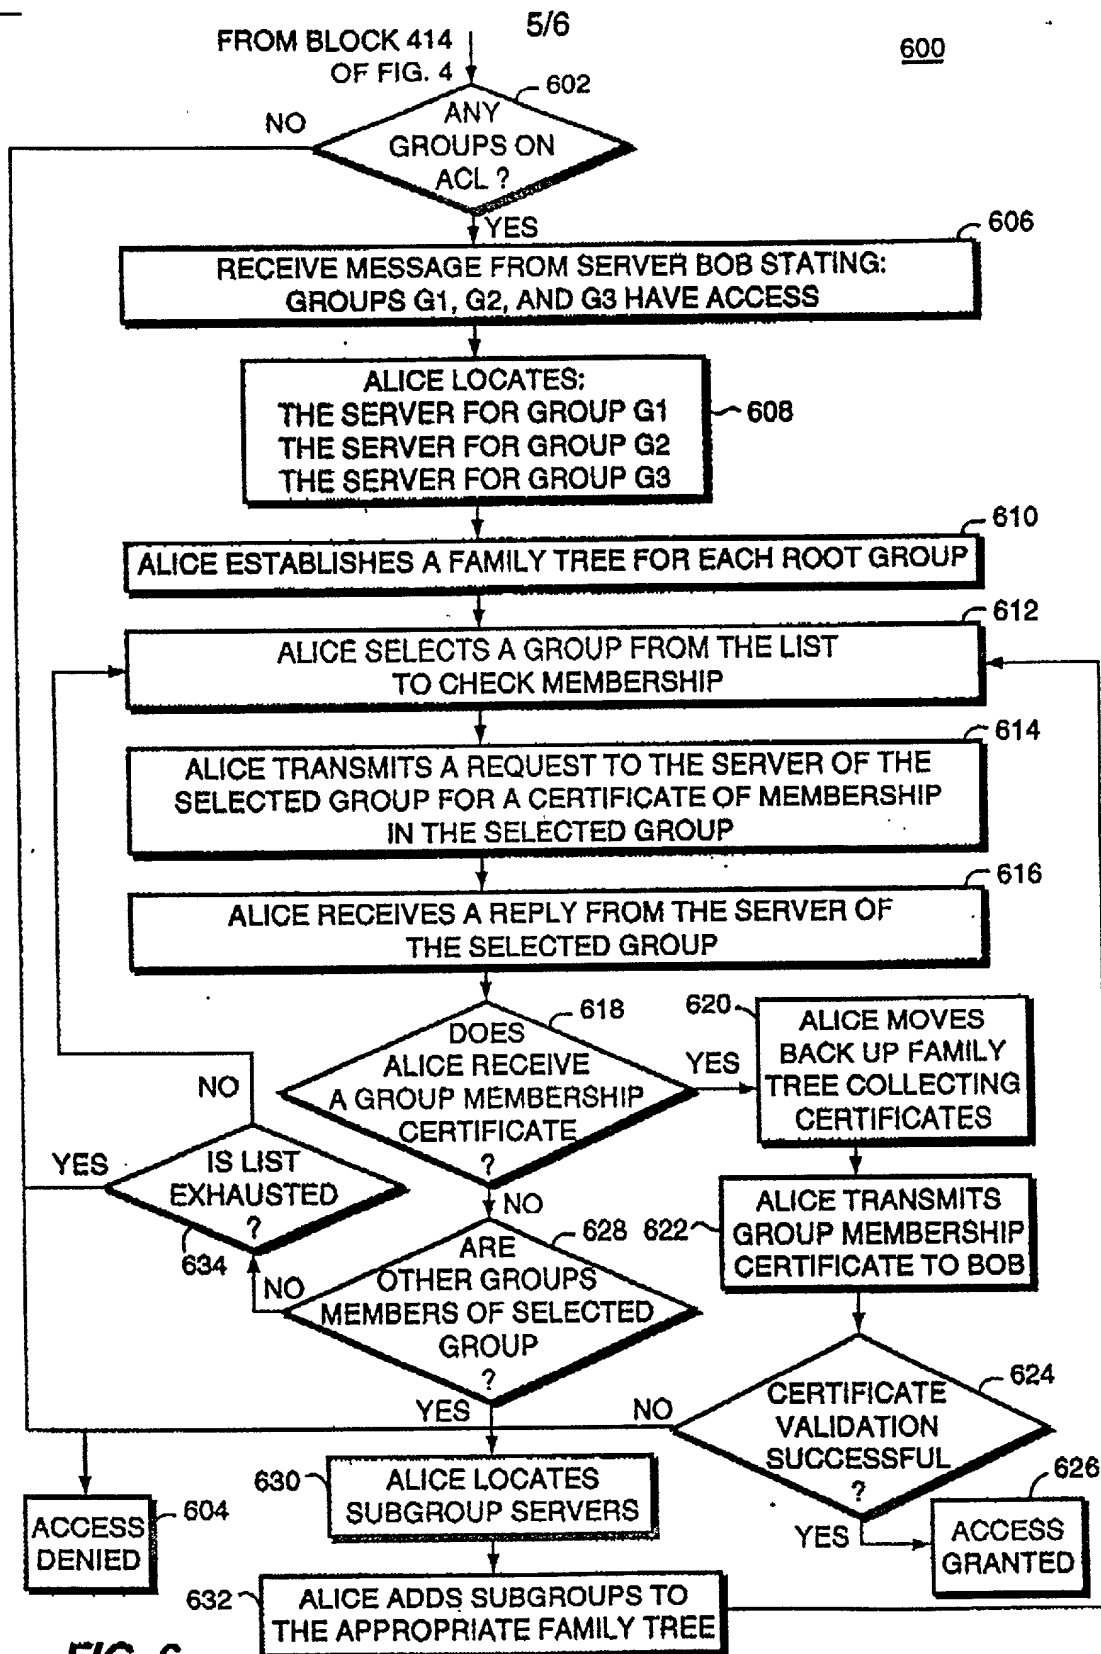 5/6
600
FROM BLOCK 414
OF FIG. 4
602
ANY
GROUPS ON
ACL ?
NO
YES
606
RECEIVE MESSAGE FROM SERVER BOB STATING:
GROUPS G1, G2, AND G3 HAVE ACCESS
ALICE LOCATES:
THE SERVER FOR GROUP G1
THE SERVER FOR GROUP G2
THE SERVER FOR GROUP G3
608
610
ALICE ESTABLISHES A FAMILY TREE FOR EACH ROOT GROUP
612
ALICE SELECTS A GROUP FROM THE LIST
TO CHECK MEMBERSHIP
614
ALICE TRANSMITS A REQUEST TO THE SERVER OF THE
SELECTED GROUP FOR A CERTIFICATE OF MEMBERSHIP
IN THE SELECTED GROUP
616
ALICE RECEIVES A REPLY FROM THE SERVER OF
THE SELECTED GROUP
618
DOES
ALICE RECEIVE
A GROUP MEMBERSHIP
CERTIFICATE
?
YES
NO
620
ALICE MOVES
BACK UP FAMILY
TREE COLLECTING
CERTIFICATES
NO
YES
IS LIST
EXHAUSTED
?
634
622
ALICE TRANSMITS
GROUP MEMBERSHIP
CERTIFICATE TO BOB
628
ARE
OTHER GROUPS
MEMBERS OF SELECTED
GROUP
?
NO
YES
624
CERTIFICATE
VALIDATION
SUCCESSFUL
?
NO
YES
626
ACCESS
GRANTED
630
ALICE LOCATES
SUBGROUP SERVERS
604
ACCESS
DENIED
632
ALICE ADDS SUBGROUPS TO
THE APPROPRIATE FAMILY TREE
FIG. 6